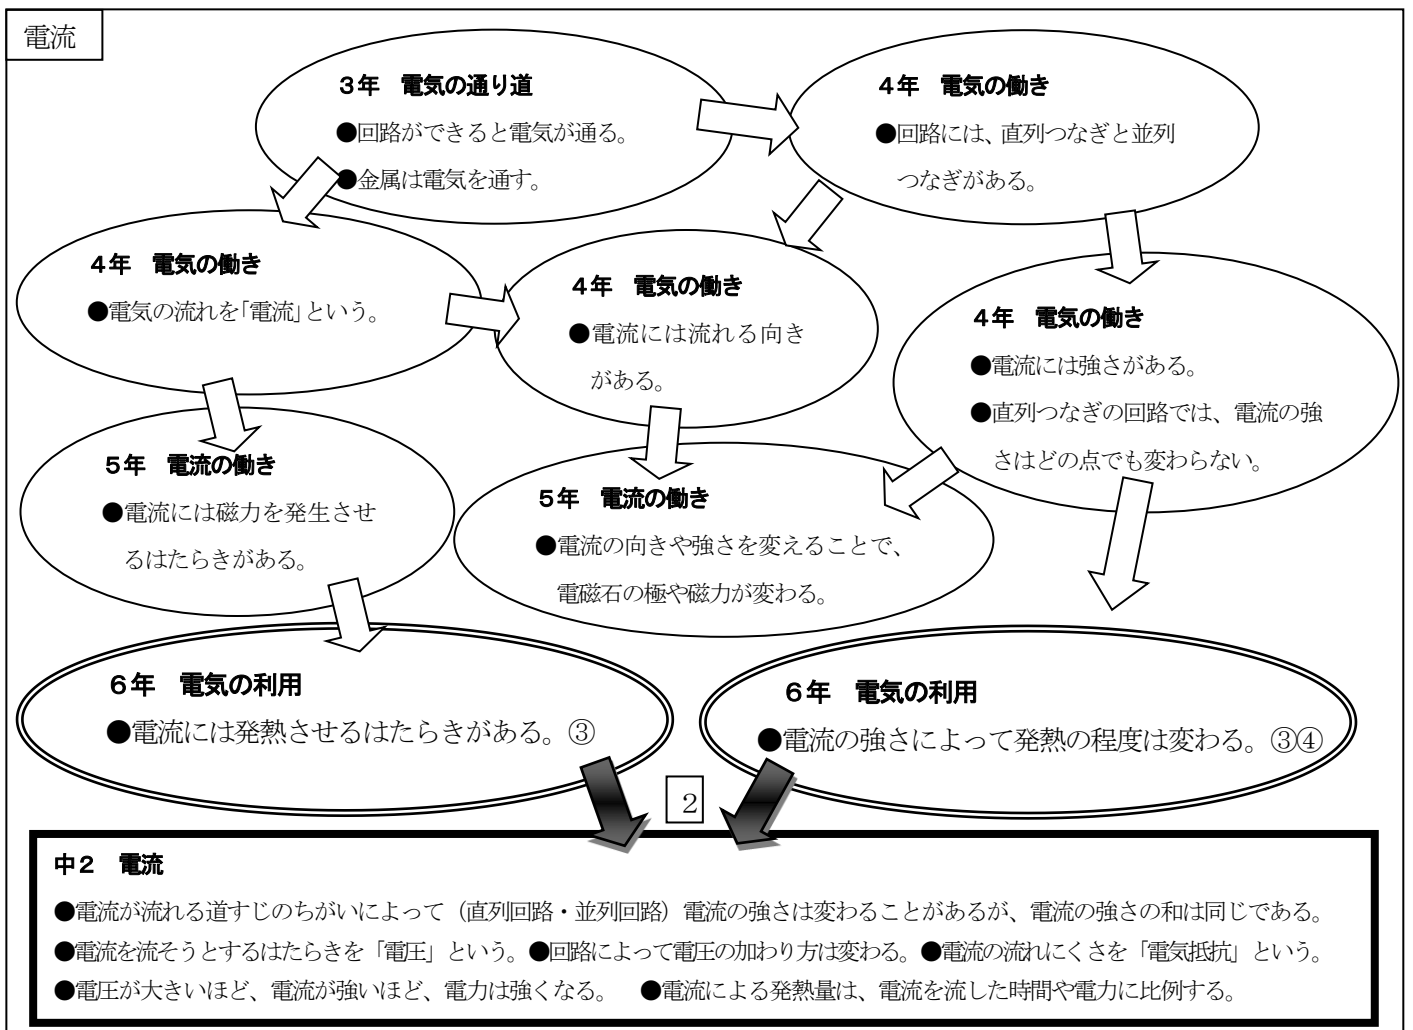 電流
３年　電気の通り道
●回路ができると電気が通る。
●金属は電気を通す。
４年　電気の働き
●回路には、直列つなぎと並列
つなぎがある。
４年　電気の働き
●電気の流れを「電流」という。
４年　電気の働き
●電流には流れる向き
がある。
４年　電気の働き
●電流には強さがある。
●直列つなぎの回路では、電流の強
さはどの点でも変わらない。
５年　電流の働き
●電流には磁力を発生させ
るはたらきがある。
５年　電流の働き
●電流の向きや強さを変えることで、
電磁石の極や磁力が変わる。
６年　電気の利用
●電流には発熱させるはたらきがある。③
６年　電気の利用
●電流の強さによって発熱の程度は変わる。③④
２
中２　電流
●電流が流れる道すじのちがいによって（直列回路・並列回路）電流の強さは変わることがあるが、電流の強さの和は同じである。
●電流を流そうとするはたらきを「電圧」という。●回路によって電圧の加わり方は変わる。●電流の流れにくさを「電気抵抗」という。
●電圧が大きいほど、電流が強いほど、電力は強くなる。　●電流による発熱量は、電流を流した時間や電力に比例する。